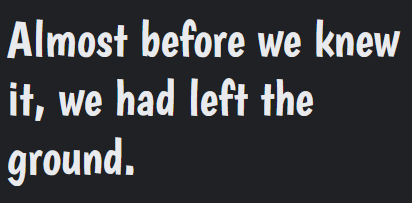 Almost before we knew
it, we had left the
ground.